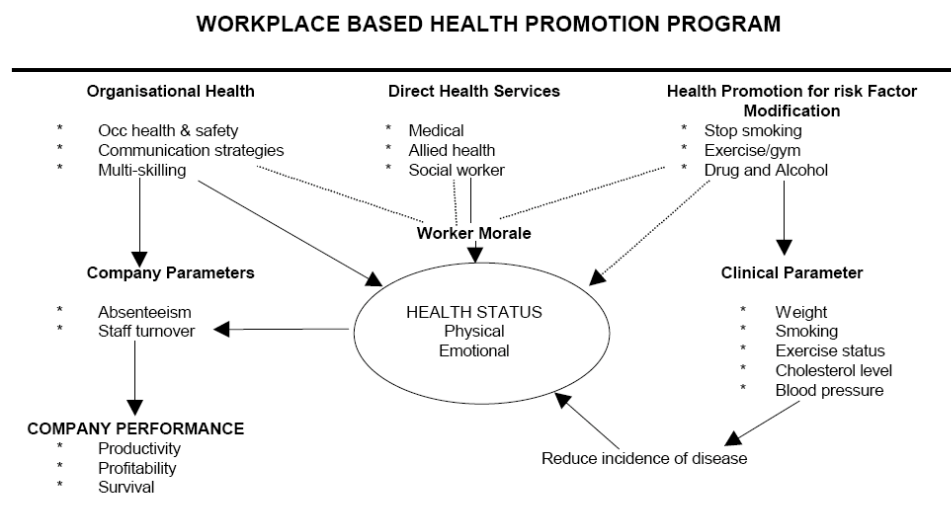 WORKPLACE BASED HEALTH PROMOTION PROGRAM
Organisational Health
* Occ health & safety
* Communication strategies
* Multi-skilling
Direct Health Services
* Medical
* Allied health
* Social worker
Health Promotion for risk Factor
Modification
* Stop smoking
* Exercise/gym
* Drug and Alcohol
Worker Morale
Company Parameters
* Absenteeism
* Staff turnover
HEALTH STATUS
Physical
Emotional
Clinical Parameter
* Weight
* Smoking
* Exercise status
* Cholesterol level
* Blood pressure
COMPANY PERFORMANCE
* Productivity
* Profitability
* Survival
Reduce incidence of disease